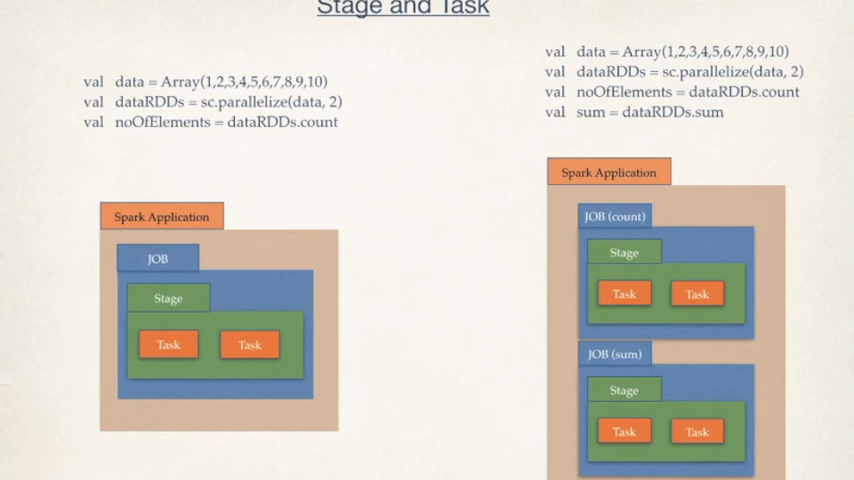 Stage and Task
val data = Array(1,2,3,4,5,6,7,8,9,10)
val dataRDDs = sc.parallelize(data, 2)
val noOfElements = dataRDDs.count
Spark Application
JOB
Stage
Task Task
val data = Array(1,2,3,4,5,6,7,8,9,10)
val dataRDDs = sc.parallelize(data, 2)
val noOfElements = dataRDDs.count
val sum = dataRDDs.sum
Spark Application
JOB (count)
Stage
Task Task
JOB (sum)
Stage
Task Task